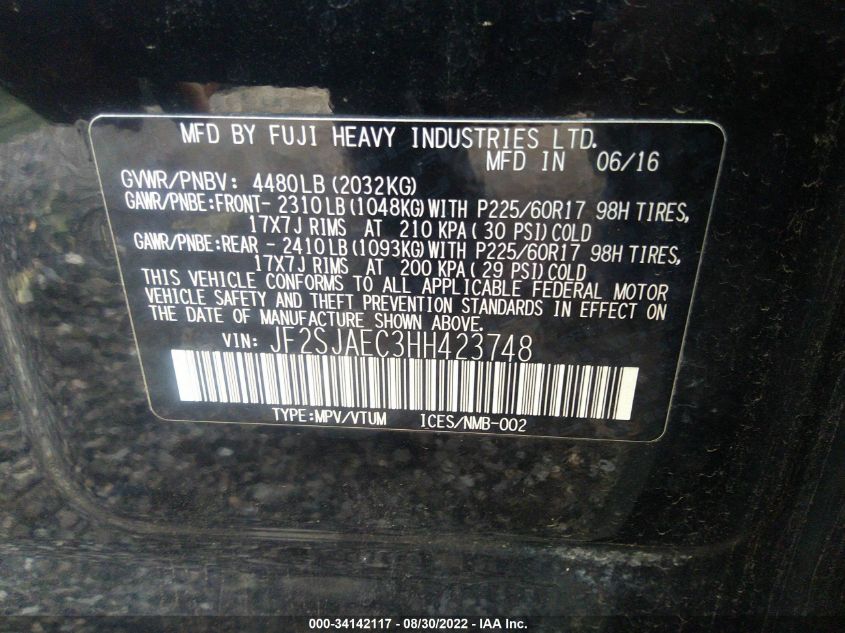 MFD BY FUJI HEAVY INDUSTRIES LTD.
MFD IN 06/16
GVWR/PNBV: 4480LB (2032KG)
GAWR/PNBE:FRONT- 2310LB (1048KG) WITH P225/60R17 98H TIRES,
17X7J RIMS AT 210 KPA ( 30 PSI) COLD
GAWR/PNBE:REAR - 2410LB (1093KG) WITH P225/60R17 98H TIRES,
17X7J RIMS AT 200 KPA ( 29 PSI) COLD
THIS VEHICLE CONFORMS TO ALL APPLICABLE FEDERAL MOTOR
VEHICLE SAFETY AND THEFT PREVENTION STANDARDS IN EFFECT ON
THE DATE OF MANUFACTURE SHOWN ABOVE.
VIN: JF2SJAEC3HH423748
TYPE:MPV/VTUM ICES/NMB-002
000-34142117 - 08/30/2022 - IAA Inc.